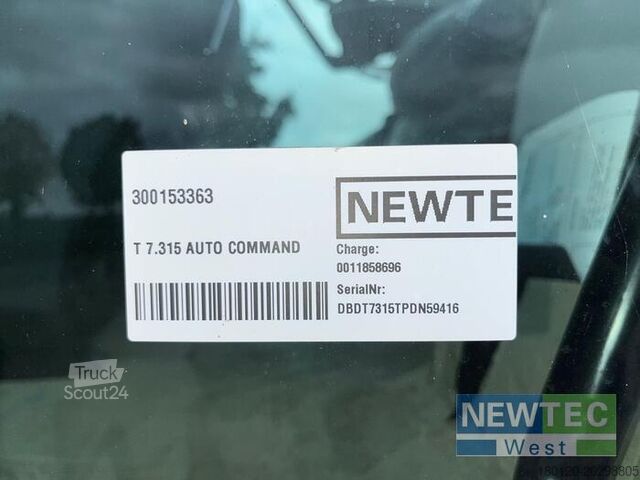 300153363
NEWTE
T 7.315 AUTO COMMAND
Charge:
0011858696
SerialNr:
DBDT7315TPDN59416
Truck
Scout24
NEWTEC
West